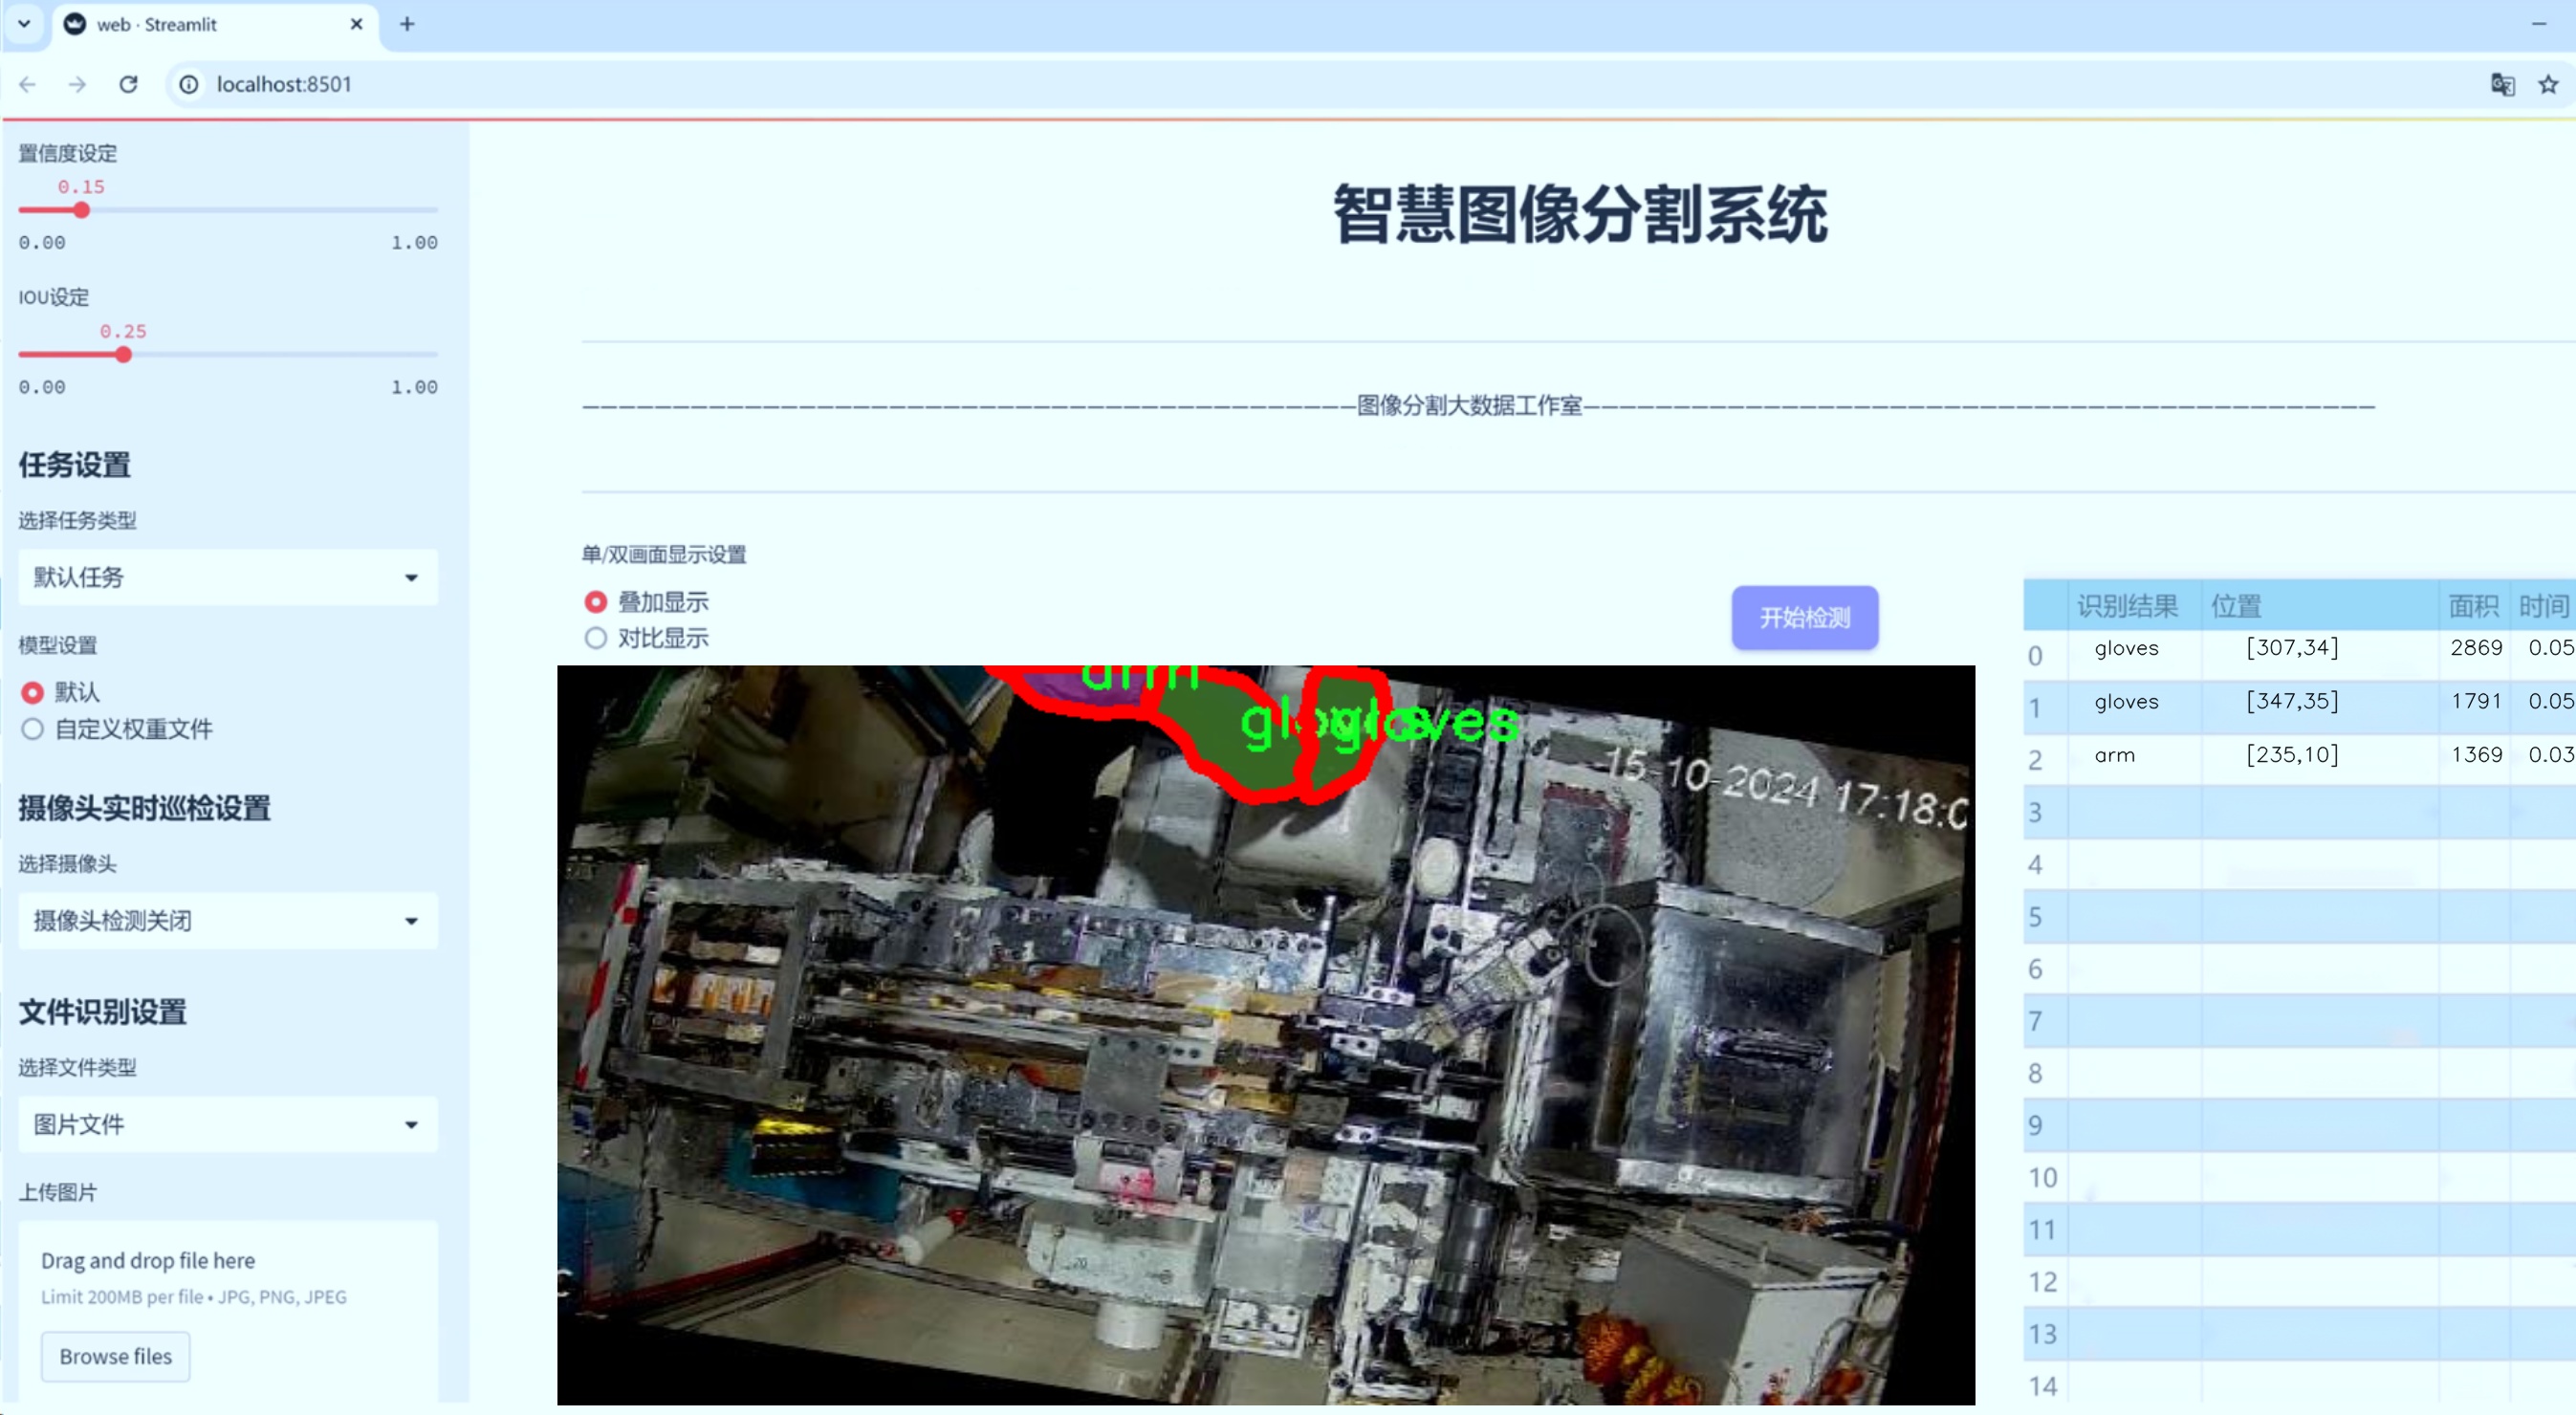 web · Streamlit
localhost:8501
置信度设定
0.15
0.00 1.00
IOU设定
0.25
0.00 1.00
任务设置
选择任务类型
默认任务
模型设置
默认
自定义权重文件
摄像头实时巡检设置
选择摄像头
摄像头检测关闭
文件识别设置
选择文件类型
图片文件
上传图片
Drag and drop file here
Limit 200MB per file • JPG, PNG, JPEG
Browse files
智慧图像分割系统
———————————————————————————————————————————图像分割大数据工作室————————————————————————————————————————————
单/双画面显示设置
叠加显示
对比显示
开始检测
arm
gloves
15-10-2024 17:18:0
识别结果 位置 面积 时间
0 gloves [307,34] 2869 0.05
1 gloves [347,35] 1791 0.05
2 arm [235,10] 1369 0.03
3
4
5
6
7
8
9
10
11
12
13
14